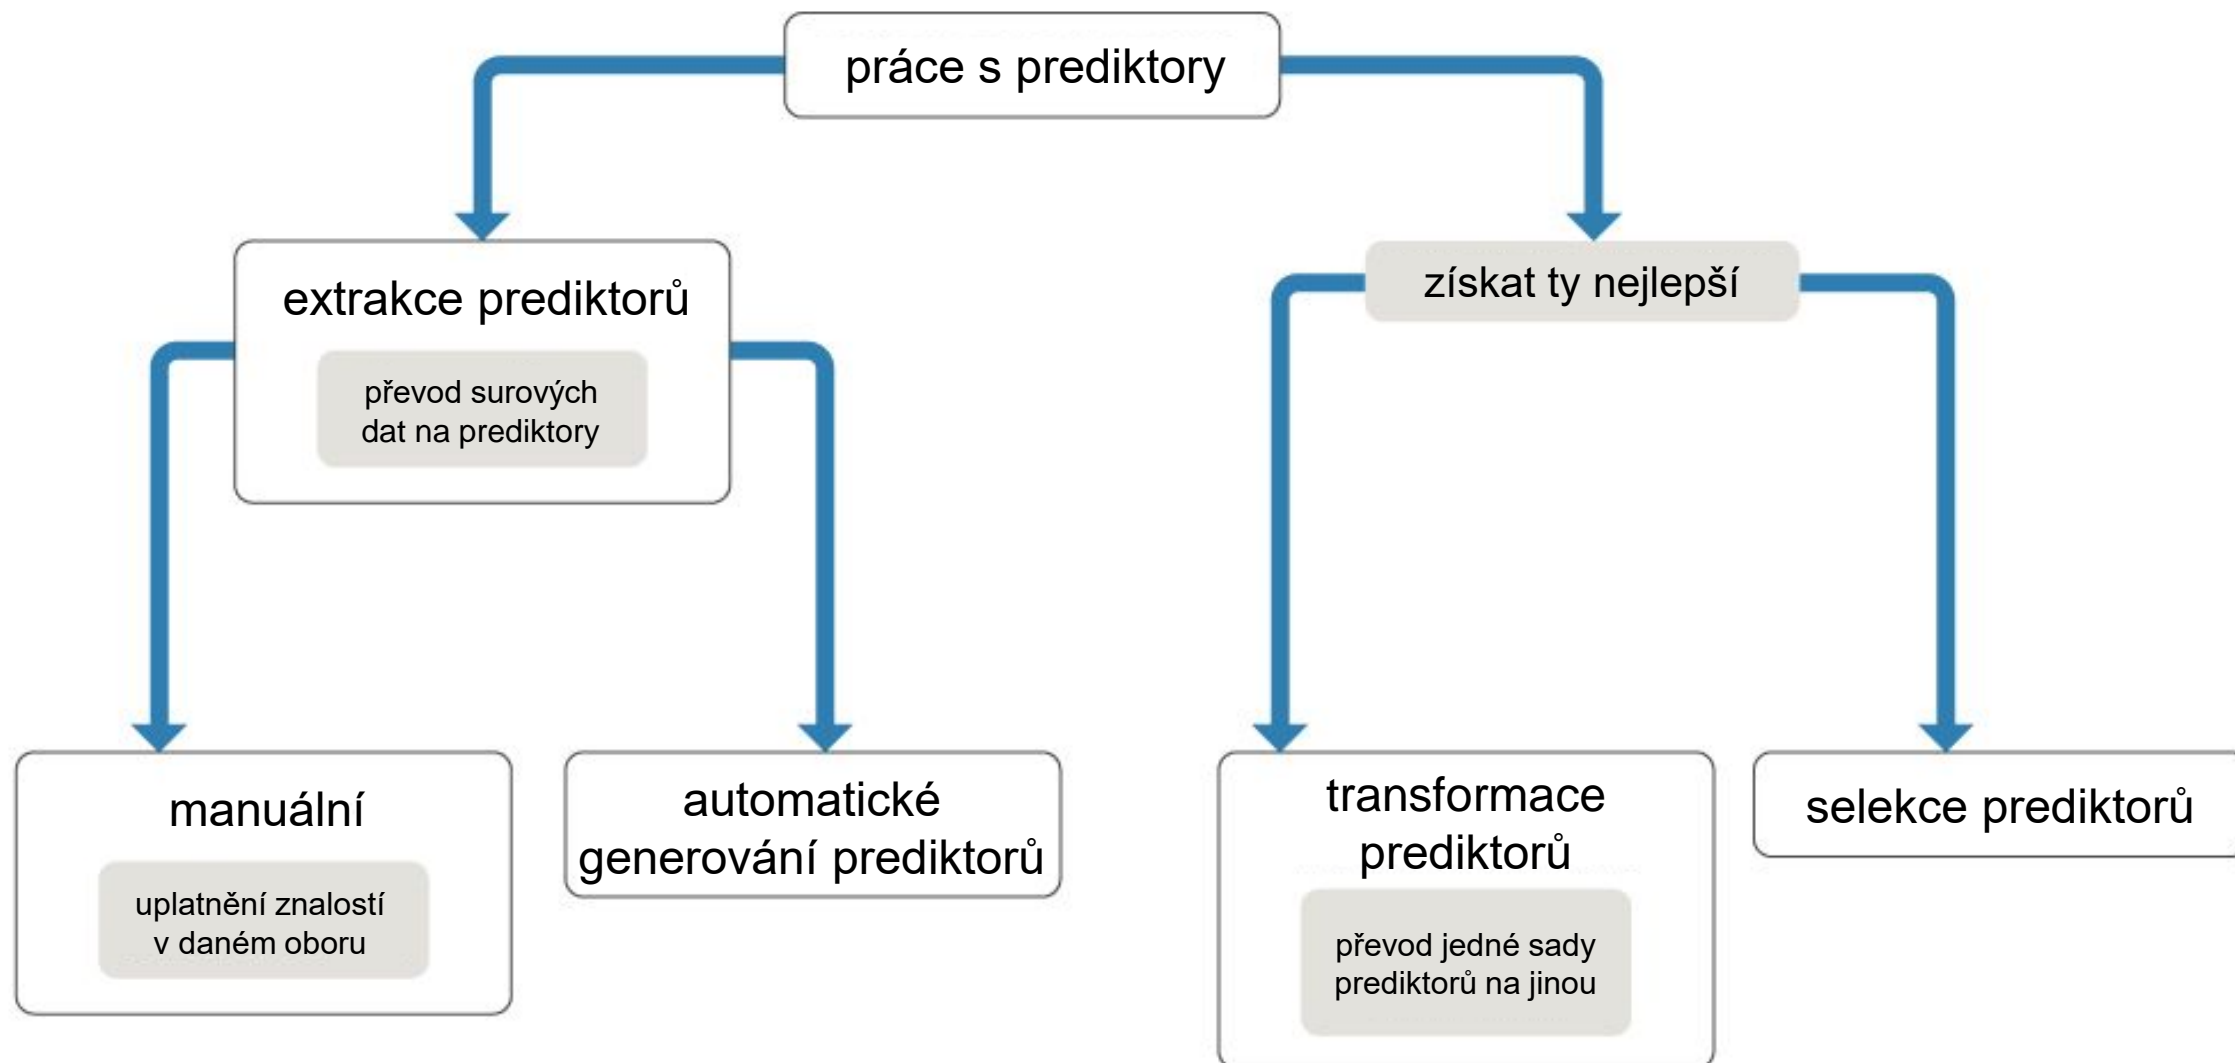 práce s prediktory
extrakce prediktorů
převod surových
dat na prediktory
získat ty nejlepší
manuální
uplatnění znalostí
v daném oboru
automatické
generování prediktorů
transformace
prediktorů
převod jedné sady
prediktorů na jinou
selekce prediktorů